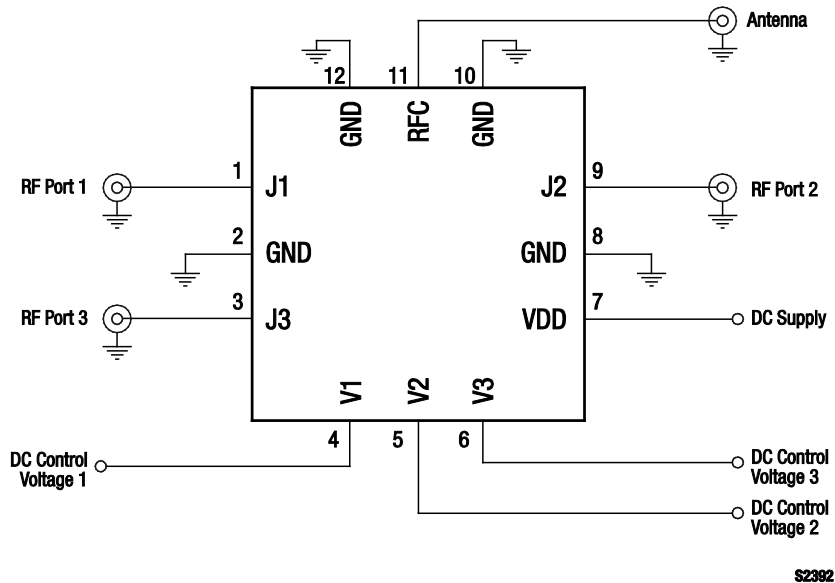 Antenna
12
11
10
GND
RFC
GND
RF Port 1
1
J1
J2
9
RF Port 2
2
GND
GND
8
RF Port 3
3
J3
VDD
7
DC Supply
V1
V2
V3
4
5
6
DC Control
Voltage 1
DC Control
Voltage 3
DC Control
Voltage 2
S2392